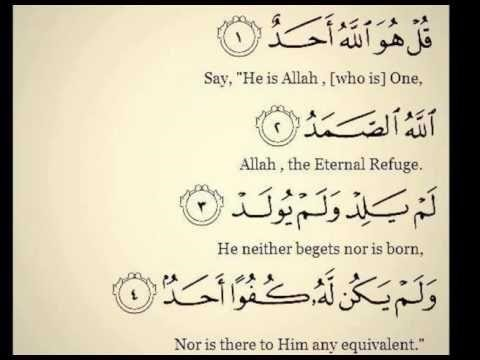 قُلْ هُوَ ٱللَّهُ أَحَدٌ ١
Say, "He is Allah , [who is] One,
ٱللَّهُ ٱلصَّمَدُ ٢
Allah , the Eternal Refuge.
لَمْ يَلِدْ وَلَمْ يُولَدْ ٣
He neither begets nor is born,
وَلَمْ يَكُن لَّهُۥ كُفُوًا أَحَدٌۢ ٤
Nor is there to Him any equivalent."